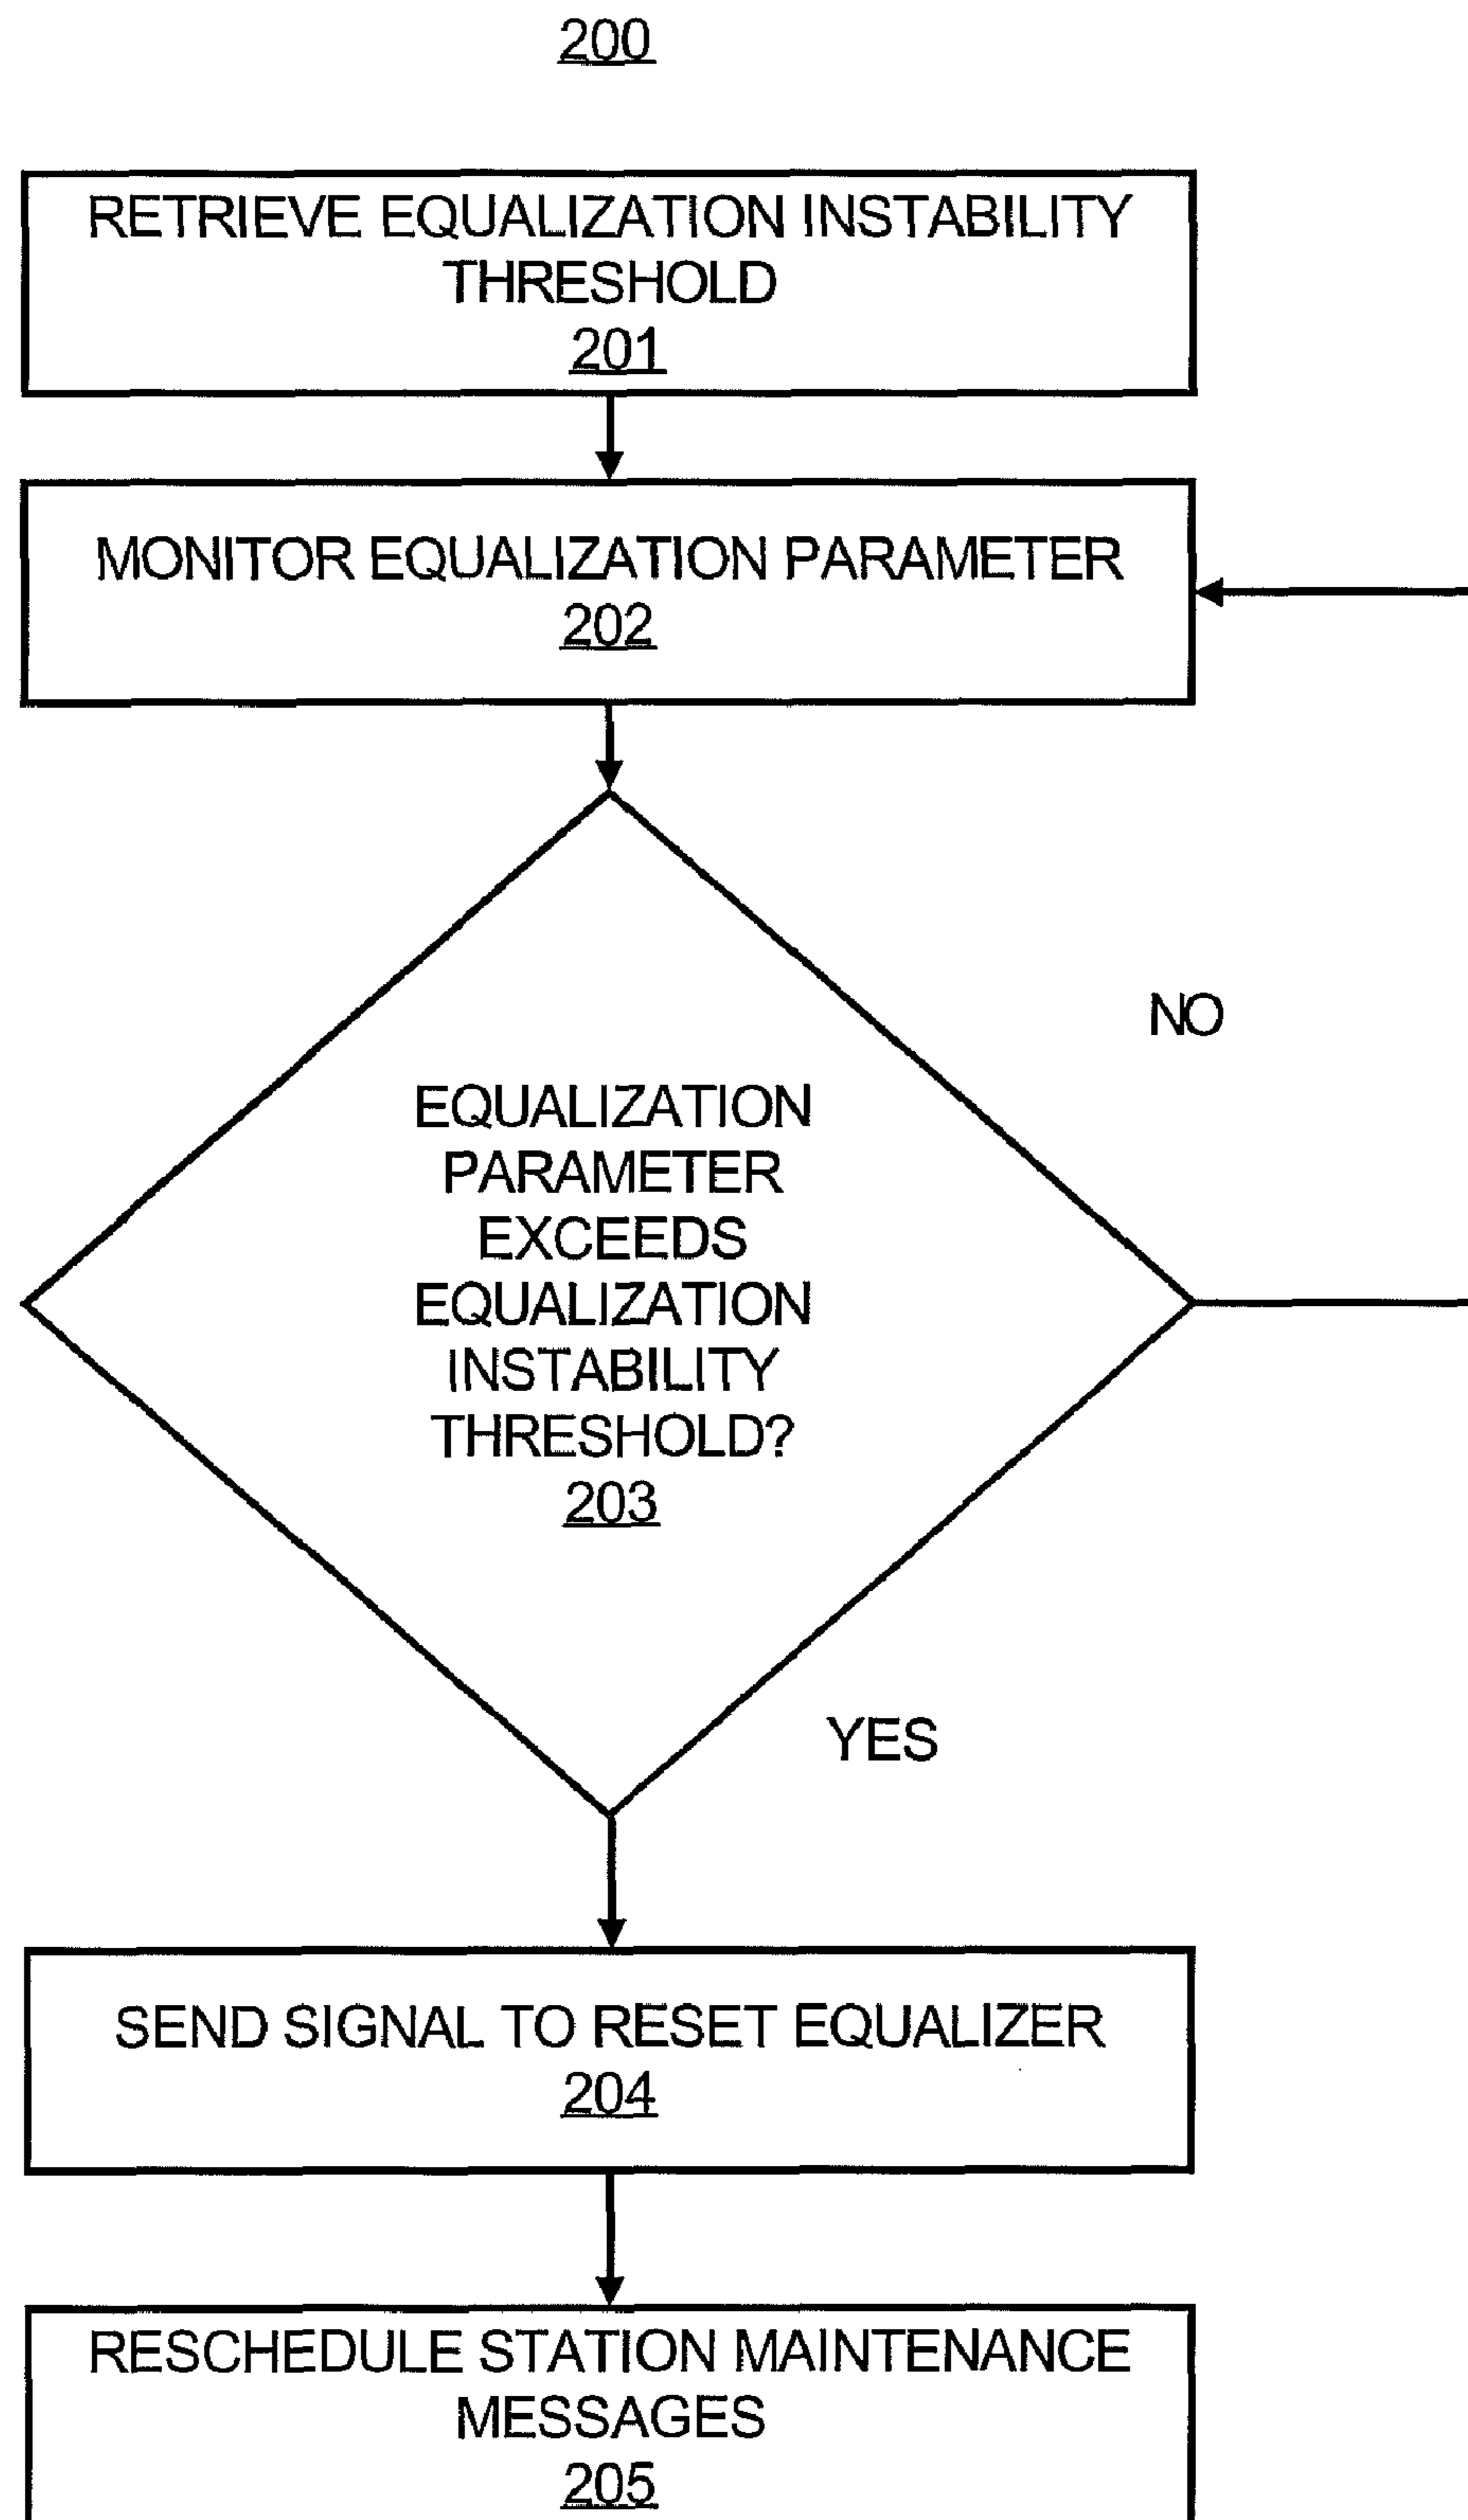 200
RETRIEVE EQUALIZATION INSTABILITY
THRESHOLD
201
MONITOR EQUALIZATION PARAMETER
202
NO
EQUALIZATION
PARAMETER
EXCEEDS
EQUALIZATION
INSTABILITY
THRESHOLD?
203
YES
SEND SIGNAL TO RESET EQUALIZER
204
RESCHEDULE STATION MAINTENANCE
MESSAGES
205